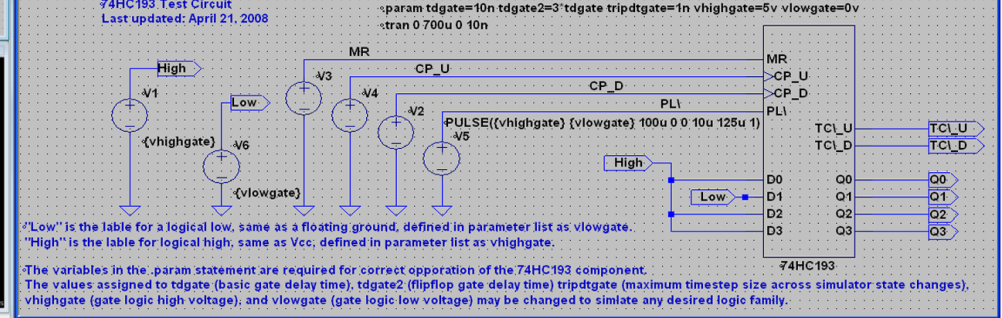 74HC193 Test Circuit
Last updated: April 21, 2008
.param tdgate=10n tdgate2=3*tdgate tripdtgate=1n vhighgate=5v vlowgate=0v
.tran 0 700u 0 10n
High
V1
{vhighgate}
Low
V6
{vlowgate}
MR
V3
CP_U
V4
CP_D
V2
PL\
PULSE({vhighgate} {vlowgate} 100u 0 0 10u 125u 1)
V5
High
Low
MR
CP_U
CP_D
PL\
TC\_U
TC\_D
D0
D1
D2
D3
Q0
Q1
Q2
Q3
TC\_U
TC\_D
Q0
Q1
Q2
Q3
74HC193
"Low" is the lable for a logical low, same as a floating ground, defined in parameter list as vlowgate.
"High" is the lable for logical high, same as Vcc, defined in parameter list as vhighgate.
The variables in the .param statement are required for correct opporation of the 74HC193 component.
The values assigned to tdgate (basic gate delay time), tdgate2 (flipflop gate delay time) tripdtgate (maximum timestep size across simulator state changes),
vhighgate (gate logic high voltage), and vlowgate (gate logic low voltage) may be changed to simlate any desired logic family.